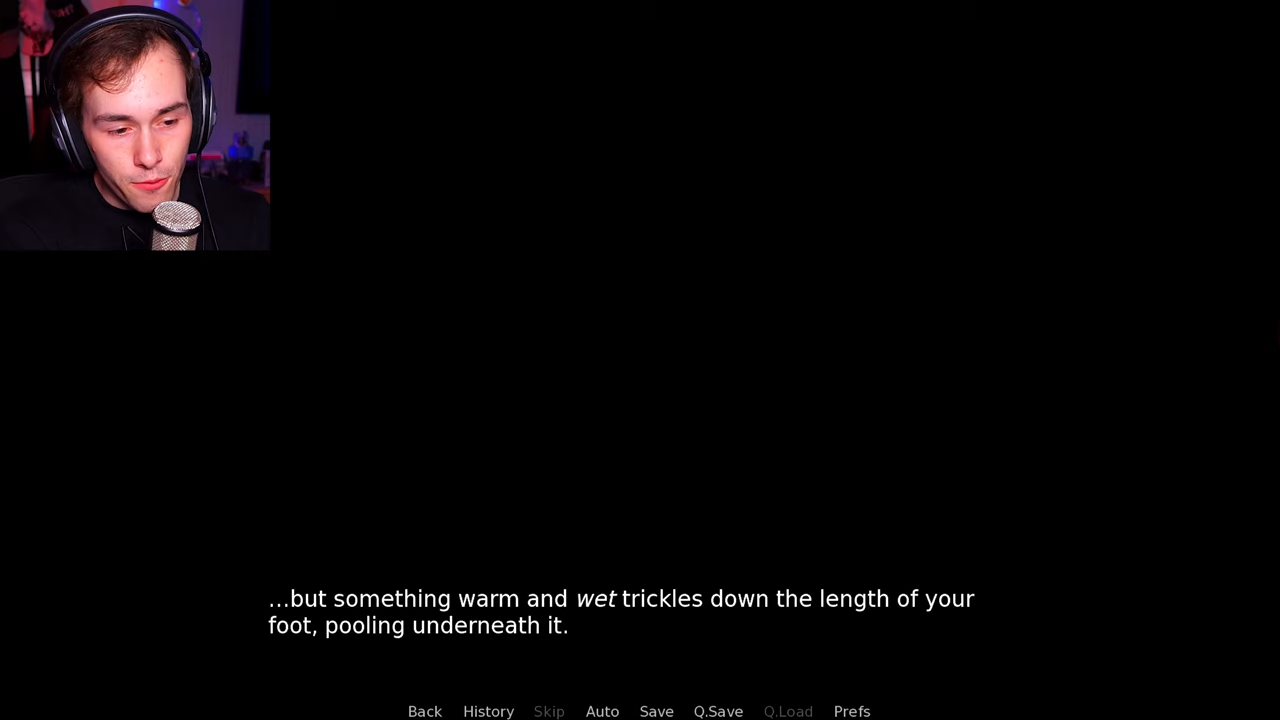 ...but something warm and wet trickles down the length of your
foot, pooling underneath it.
Back History Skip Auto Save Q.Save Q.Load Prefs